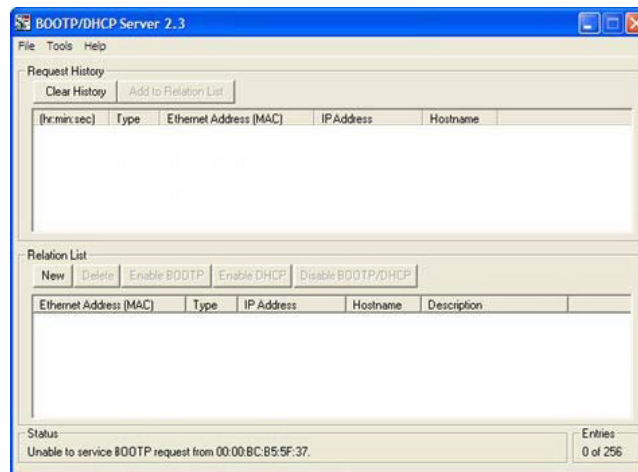 BOOTP/DHCP Server 2.3
File Tools Help
Request History
Clear History Add to Relation List
(hr:min:sec) Type Ethernet Address (MAC) IP Address Hostname
Relation List
New Delete Enable BOOTP Enable DHCP Disable BOOTP/DHCP
Ethernet Address (MAC) Type IP Address Hostname Description
Status
Unable to service BOOTP request from 00:00:BC:B5:5F:37.
Entries
0 of 256